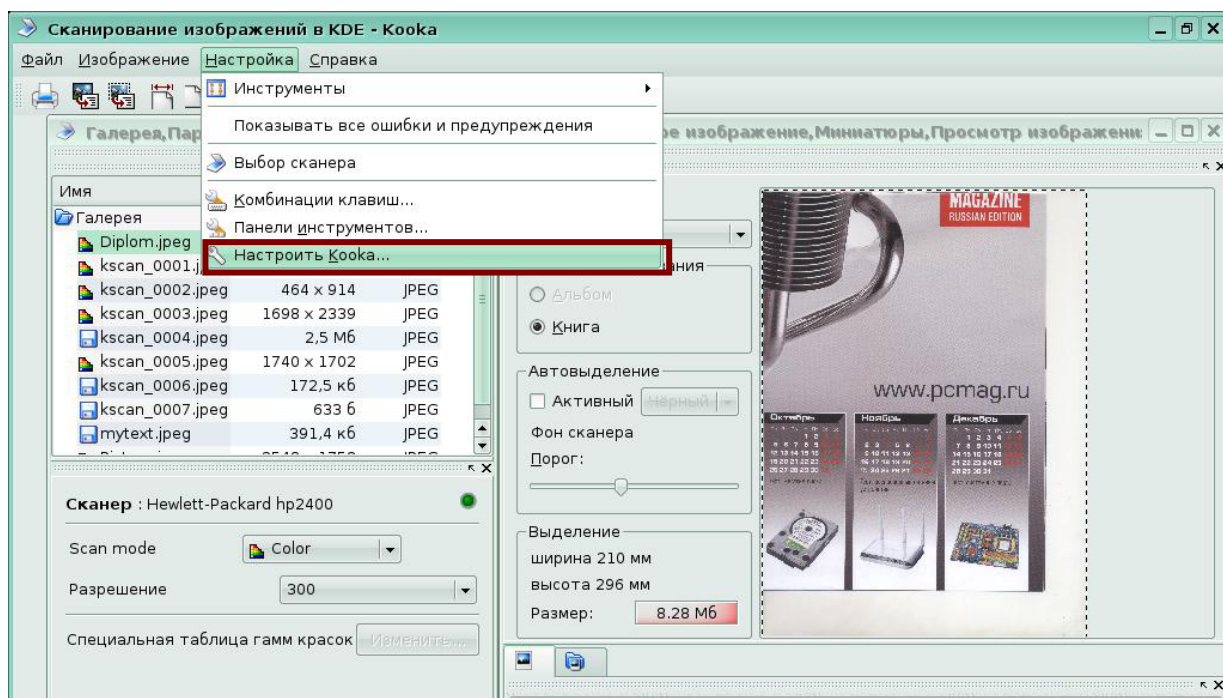 Сканирование изображений в KDE - Kooka
Файл Изображение Настройка Справка
Инструменты
Показывать все ошибки и предупреждения
Выбор сканера
Комбинации клавиш...
Панели инструментов...
Настроить Kooka...
Галерея,Пар
ое изображение,Миниатюры,Просмотр изображени
Имя
Галерея
Diplom.jpeg
kscan_0001.j
kscan_0002.jpeg 464 x 914 JPEG
kscan_0003.jpeg 1698 x 2339 JPEG
kscan_0004.jpeg 2,5 Мб JPEG
kscan_0005.jpeg 1740 x 1702 JPEG
kscan_0006.jpeg 172,5 кб JPEG
kscan_0007.jpeg 633 б JPEG
mytext.jpeg 391,4 кб JPEG
Сканер : Hewlett-Packard hp2400
Scan mode Color
Разрешение 300
Специальная таблица гамм красок Изменить...
ания
Альбом
Книга
Автовыделение
Активный Чёрный
Фон сканера
Порог:
Выделение
ширина 210 мм
высота 296 мм
Размер: 8.28 Мб
MAGAZINE
RUSSIAN EDITION
www.pcmag.ru
Октябрь Ноябрь Декабрь